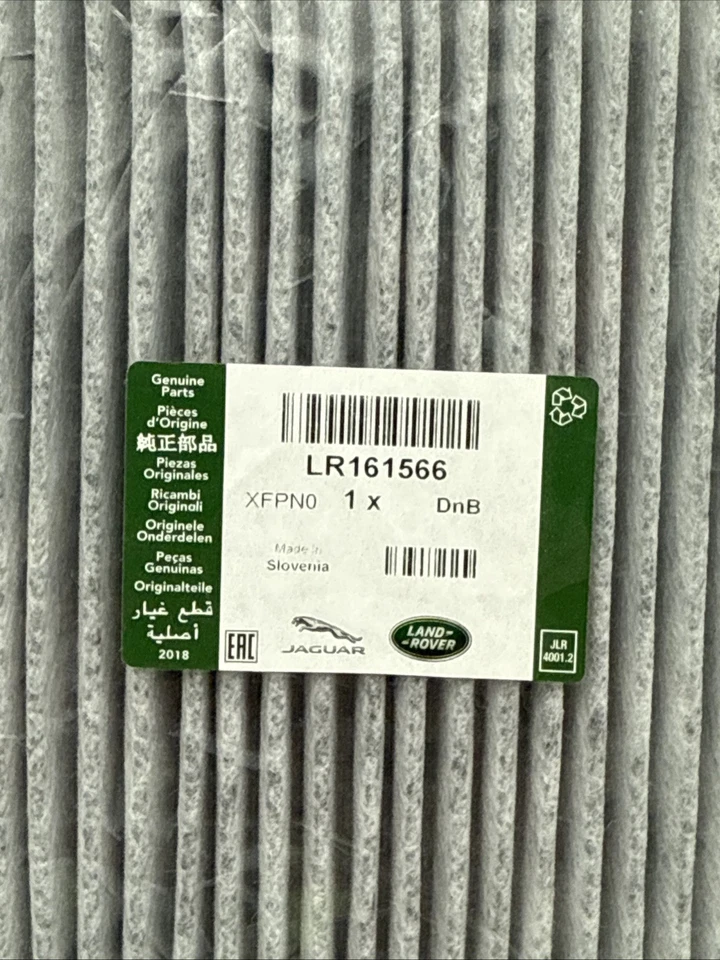 Genuine
Parts
Pièces
d'Origine
純正部品
Piezas
Originales
Ricambi
Originali
Originele
Onderdelen
Peças
Genuinas
Originalteile
قطع غيار
أصلية
2018
LR161566
XFPN0 1 x DnB
Made in
Slovenia
EAC
JAGUAR
LAND-
-ROVER
JLR
4001.2